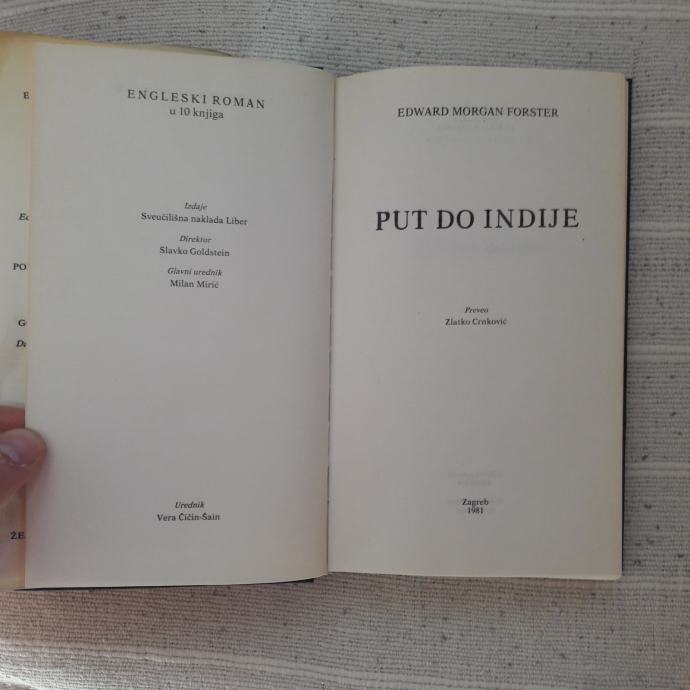 ENGLESKI ROMAN
u 10 knjiga
Izdaje
Sveučilišna naklada Liber
Direktor
Slavko Goldstein
Glavni urednik
Milan Mirić
Urednik
Vera Čičin-Šain
EDWARD MORGAN FORSTER
PUT DO INDIJE
Preveo
Zlatko Crnković
Zagreb
1981